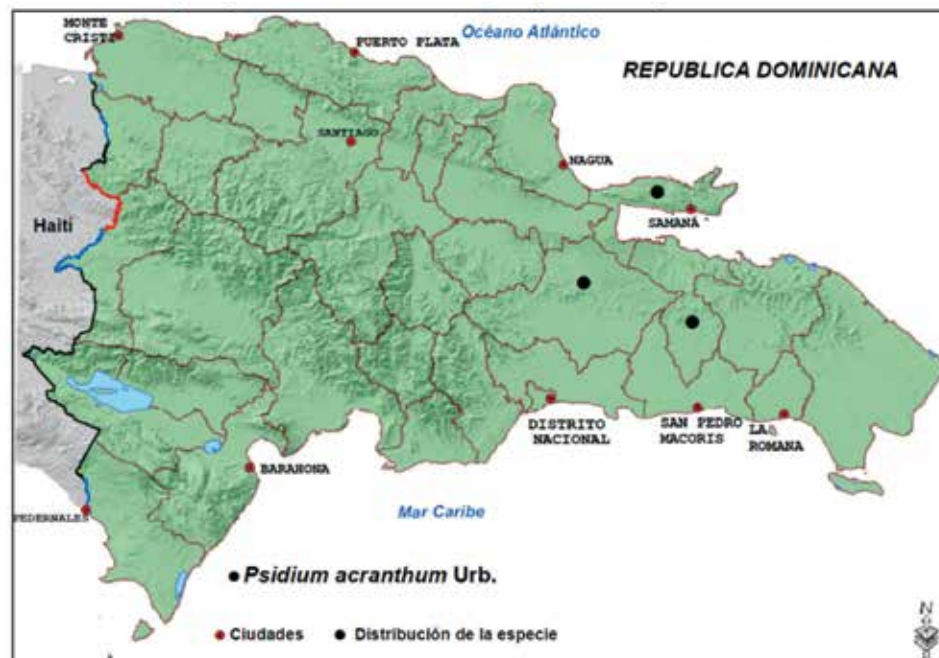 MONTE
CRISTI
PUERTO PLATA
Océano Atlántico
REPUBLICA DOMINICANA
SANTIAGO
NAGUA
SAMANÁ
Haití
DISTRITO
NACIONAL
SAN PEDRO
MACORIS
LA
ROMANA
BARAHONA
PEDERNALES
Mar Caribe
Psidium acranthum Urb.
Ciudades
Distribución de la especie
N